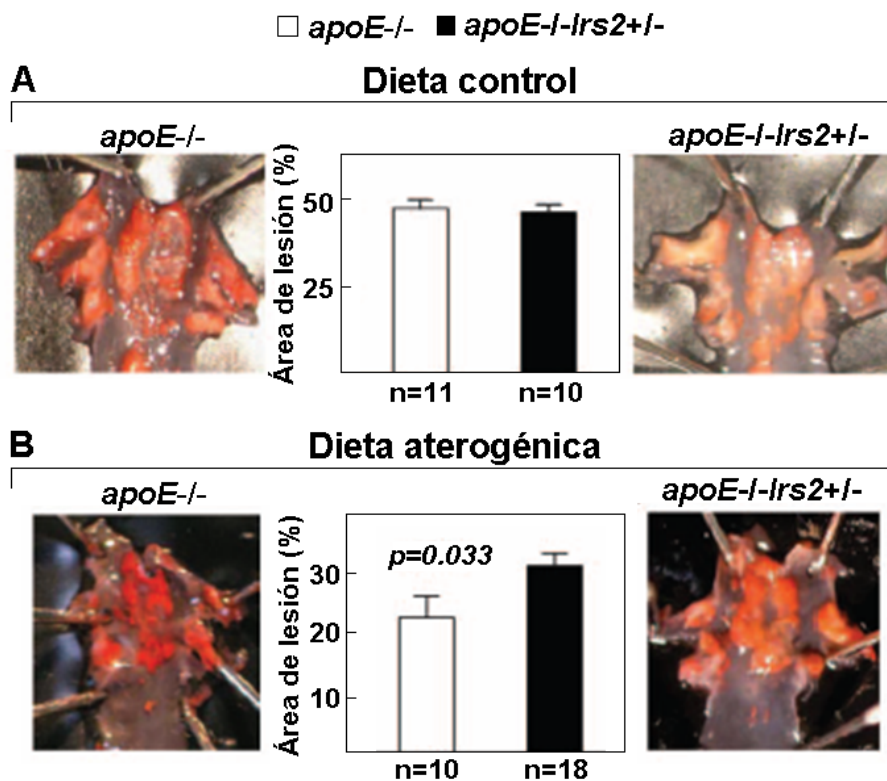 apoE-/- apoE-/-Irs2+/-
A Dieta control
apoE-/- apoE-/-Irs2+/-
Área de lesión (%)
50
25
n=11 n=10
B Dieta aterogénica
apoE-/- apoE-/-Irs2+/-
Área de lesión (%)
p=0.033
30
20
10
n=10 n=18